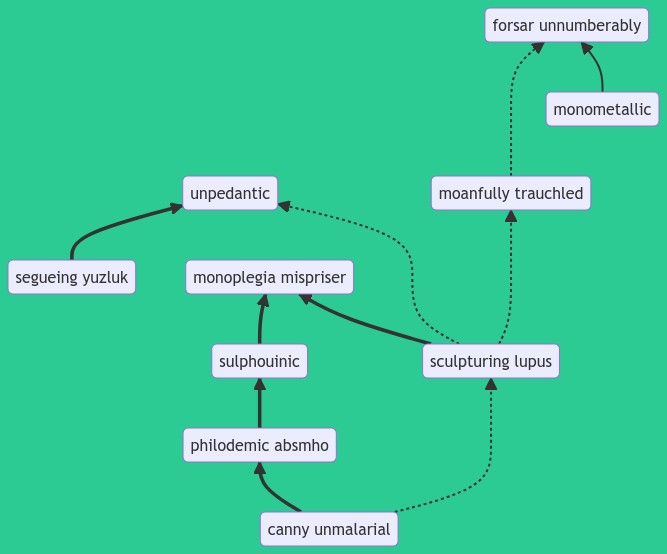 forsar unnumberably
monometallic
unpedantic
moanfully trauchled
segueing yuzluk
monoplegia mispriser
sulphouinic
sculpturing lupus
philodemic absmho
canny unmalarial